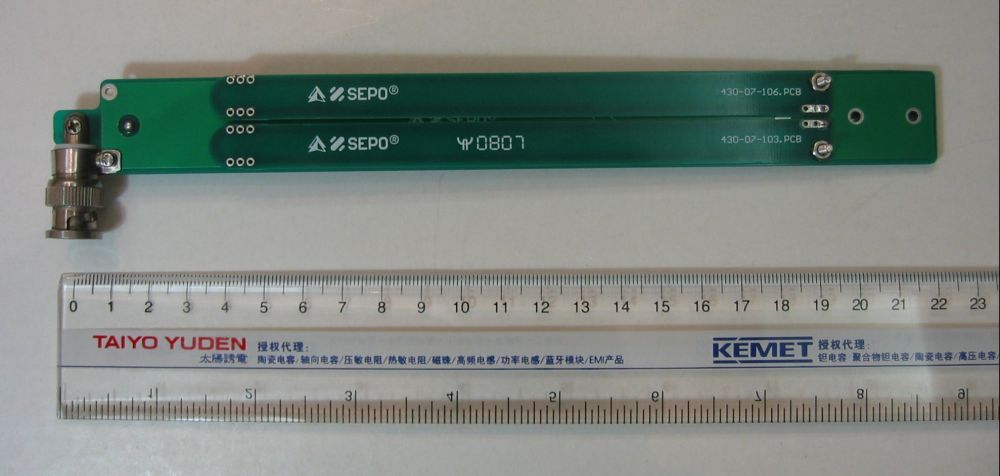 SEPO® 430-07-106.PCB
SEPO® 0807 430-07-103.PCB
0 1 2 3 4 5 6 7 8 9 10 11 12 13 14 15 16 17 18 19 20 21 22 23
TAIYO YUDEN 授权代理:
太陽誘電 陶瓷电容/轴向电容/压敏电阻/热敏电阻/磁珠/高频电感/功率电感/蓝牙模块/EMI产品
KEMET 授权代理:
钽电容 聚合物钽电容/陶瓷电容/高压电容/
1 2 3 4 5 6 7 8 9